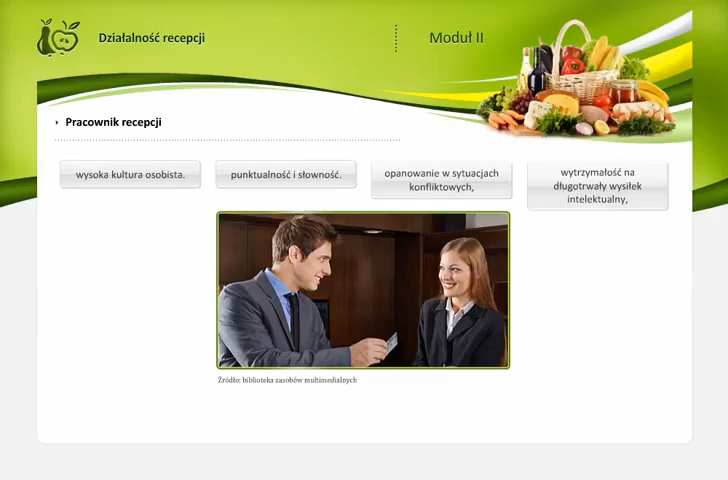 Działalność recepcji
Moduł II
Pracownik recepcji
wysoka kultura osobista.
punktualność i słowność.
opanowanie w sytuacjach
konfliktowych,
wytrzymałość na
długotrwały wysiłek
intelektualny,
Źródło: biblioteka zasobów multimedialnych